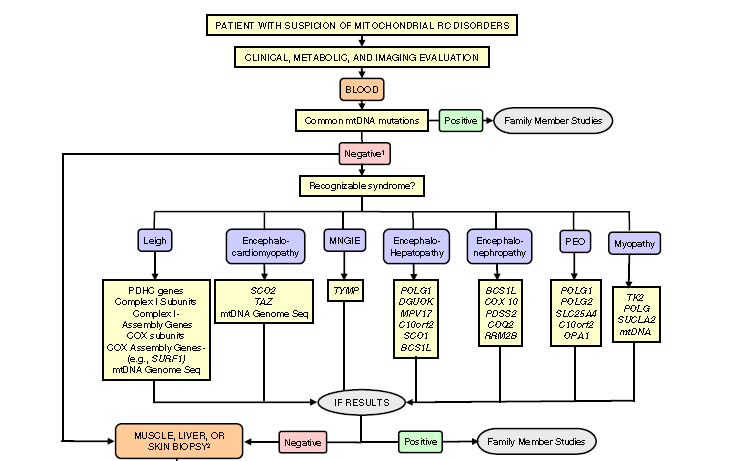 PATIENT WITH SUSPICION OF MITOCHONDRIAL RC DISORDERS
CLINICAL, METABOLIC, AND IMAGING EVALUATION
BLOOD
Common mtDNA mutations
Positive
Family Member Studies
Negative¹
Recognizable syndrome?
Leigh
Encephalo-
cardiomyopathy
MNGIE
Encephalo-
Hepatopathy
Encephalo-
nephropathy
PEO
Myopathy
PDHC genes
Complex I Subunits
Complex I-
Assembly Genes
COX subunits
COX Assembly Genes-
(e.g., SURF1)
mtDNA Genome Seq
SCO2
TAZ
mtDNA Genome Seq
TYMP
POLG1
DGUOK
MPV17
C10orf2
SCO1
BCS1L
BCS1L
COX 10
PDSS2
COQ2
RRM2B
POLG1
POLG2
SLC25A4
C10orf2
OPA1
TK2
POLG
SUCLA2
mtDNA
IF RESULTS
MUSCLE, LIVER, OR
SKIN BIOPSY²
Negative
Positive
Family Member Studies